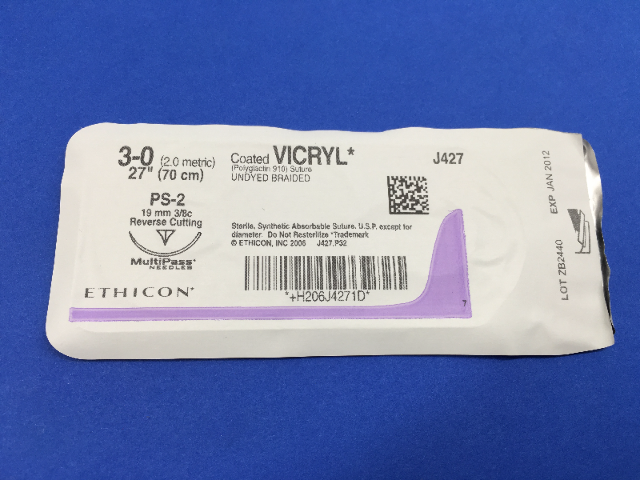 3-0 (2.0 metric)
27" (70 cm)
PS-2
19 mm 3/8c
Reverse Cutting
MultiPass*
NEEDLES
ETHICON*
Coated VICRYL*
(Polyglactin 910) Suture
UNDYED BRAIDED
J427
Sterile, Synthetic Absorbable Suture, U.S.P. except for
diameter. Do Not Resterilize *Trademark
© ETHICON, INC 2006 J427.P32
*+H206J4271D*
7
LOT ZB2440 EXP JAN 2012